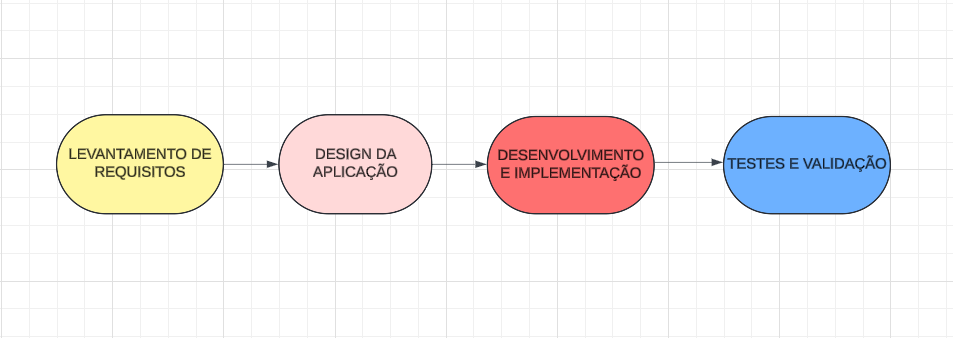 LEVANTAMENTO DE
REQUISITOS
DESIGN DA
APLICAÇÃO
DESENVOLVIMENTO
E IMPLEMENTAÇÃO
TESTES E VALIDAÇÃO